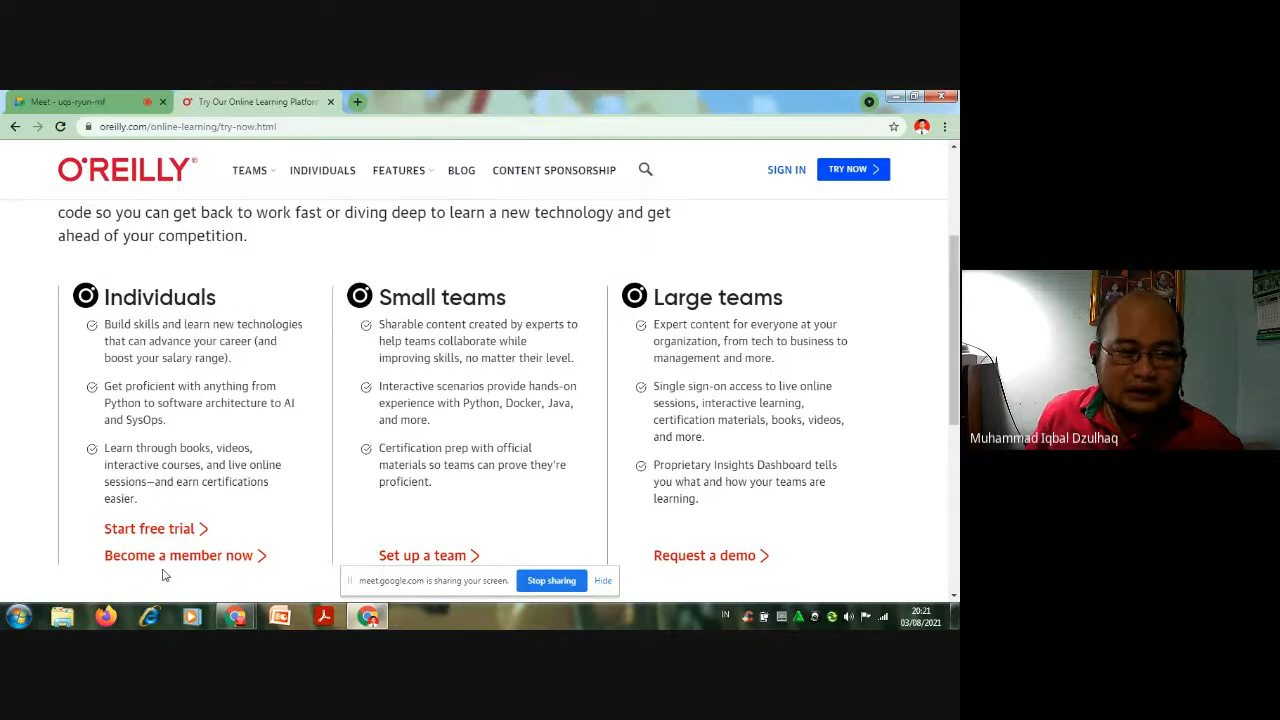 Meet - uqs-ryun-mf
Try Our Online Learning Platform
oreilly.com/online-learning/try-now.html
O'REILLY®
TEAMS
INDIVIDUALS
FEATURES
BLOG
CONTENT SPONSORSHIP
SIGN IN
TRY NOW
code so you can get back to work fast or diving deep to learn a new technology and get
ahead of your competition.
Individuals
Build skills and learn new technologies
that can advance your career (and
boost your salary range).
Get proficient with anything from
Python to software architecture to AI
and SysOps.
Learn through books, videos,
interactive courses, and live online
sessions—and earn certifications
easier.
Start free trial
Become a member now
Small teams
Sharable content created by experts to
help teams collaborate while
improving skills, no matter their level.
Interactive scenarios provide hands-on
experience with Python, Docker, Java,
and more.
Certification prep with official
materials so teams can prove they're
proficient.
Set up a team
Large teams
Expert content for everyone at your
organization, from tech to business to
management and more.
Single sign-on access to live online
sessions, interactive learning,
certification materials, books, videos,
and more.
Proprietary Insights Dashboard tells
you what and how your teams are
learning.
Request a demo
meet.google.com is sharing your screen.
Stop sharing
Hide
IN
20:21
03/08/2021
Muhammad Iqbal Dzulhaq